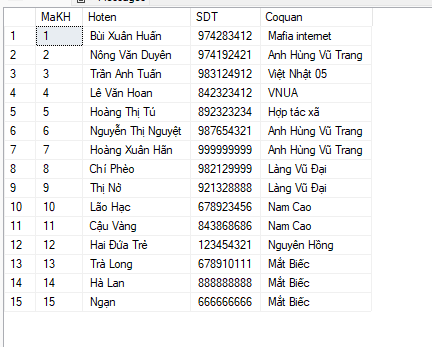 MaKH Hoten SDT Coquan
1 1 Bùi Xuân Huấn 974283412 Mafia internet
2 2 Nông Văn Duyên 974192421 Anh Hùng Vũ Trang
3 3 Trần Anh Tuấn 983124912 Việt Nhật 05
4 4 Lê Văn Hoan 842323412 VNUA
5 5 Hoàng Thị Tú 892323234 Hợp tác xã
6 6 Nguyễn Thị Nguyệt 987654321 Anh Hùng Vũ Trang
7 7 Hoàng Xuân Hãn 999999999 Anh Hùng Vũ Trang
8 8 Chí Phèo 982129999 Làng Vũ Đại
9 9 Thị Nở 921328888 Làng Vũ Đại
10 10 Lão Hạc 678923456 Nam Cao
11 11 Cậu Vàng 843868686 Nam Cao
12 12 Hai Đứa Trẻ 123454321 Nguyên Hồng
13 13 Trà Long 678910111 Mắt Biếc
14 14 Hà Lan 888888888 Mắt Biếc
15 15 Ngạn 666666666 Mắt Biếc